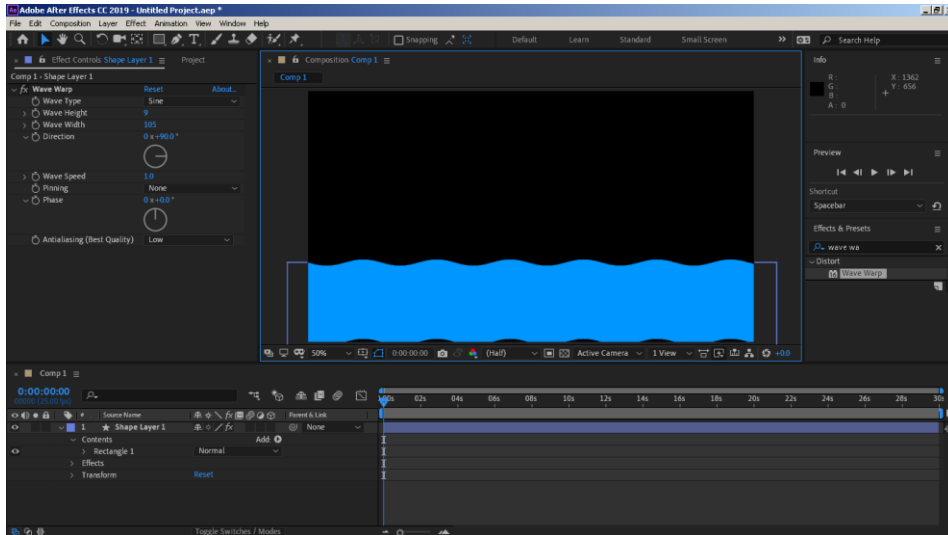 Adobe After Effects CC 2019 - Untitled Project.aep *
File Edit Composition Layer Effect Animation View Window Help
Snapping Default Learn Standard Small Screen Search Help
Effect Controls Shape Layer 1 Project
Comp 1 - Shape Layer 1
fx Wave Warp Reset About...
Wave Type Sine
Wave Height 9
Wave Width 105
Direction 0 x +90.0 °
Wave Speed 1.0
Pinning None
Phase 0 x +0.0 °
Antialiasing (Best Quality) Low
Composition Comp 1
Comp 1
50% 0:00:00:00 (Half) Active Camera 1 View +0.0
Info
R : X : 1362
G : Y : 656
B :
A : 0
Preview
Shortcut
Spacebar
Effects & Presets
wave wa
Distort
Wave Warp
Comp 1
0:00:00:00
00000 (25.00 fps)
02s 04s 06s 08s 10s 12s 14s 16s 18s 20s 22s 24s 26s 28s 30s
# Source Name Parent & Link
1 Shape Layer 1 None
Contents Add:
Rectangle 1 Normal
Effects
Transform Reset
Toggle Switches / Modes